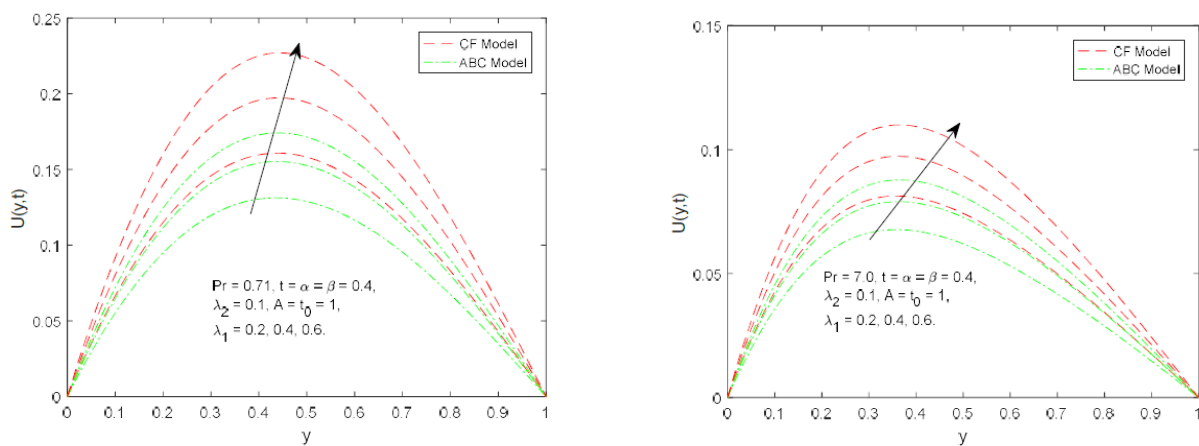 0.25
0.2
0.15
0.1
0.05
0
U(y,t)
CF Model
ABC Model
Pr = 0.71, t = α = β = 0.4,
λ2 = 0.1, A = t0 = 1,
λ1 = 0.2, 0.4, 0.6.
0 0.1 0.2 0.3 0.4 0.5 0.6 0.7 0.8 0.9 1
y
0.15
0.1
0.05
0
U(y,t)
CF Model
ABC Model
Pr = 7.0, t = α = β = 0.4,
λ2 = 0.1, A = t0 = 1,
λ1 = 0.2, 0.4, 0.6.
0 0.1 0.2 0.3 0.4 0.5 0.6 0.7 0.8 0.9 1
y